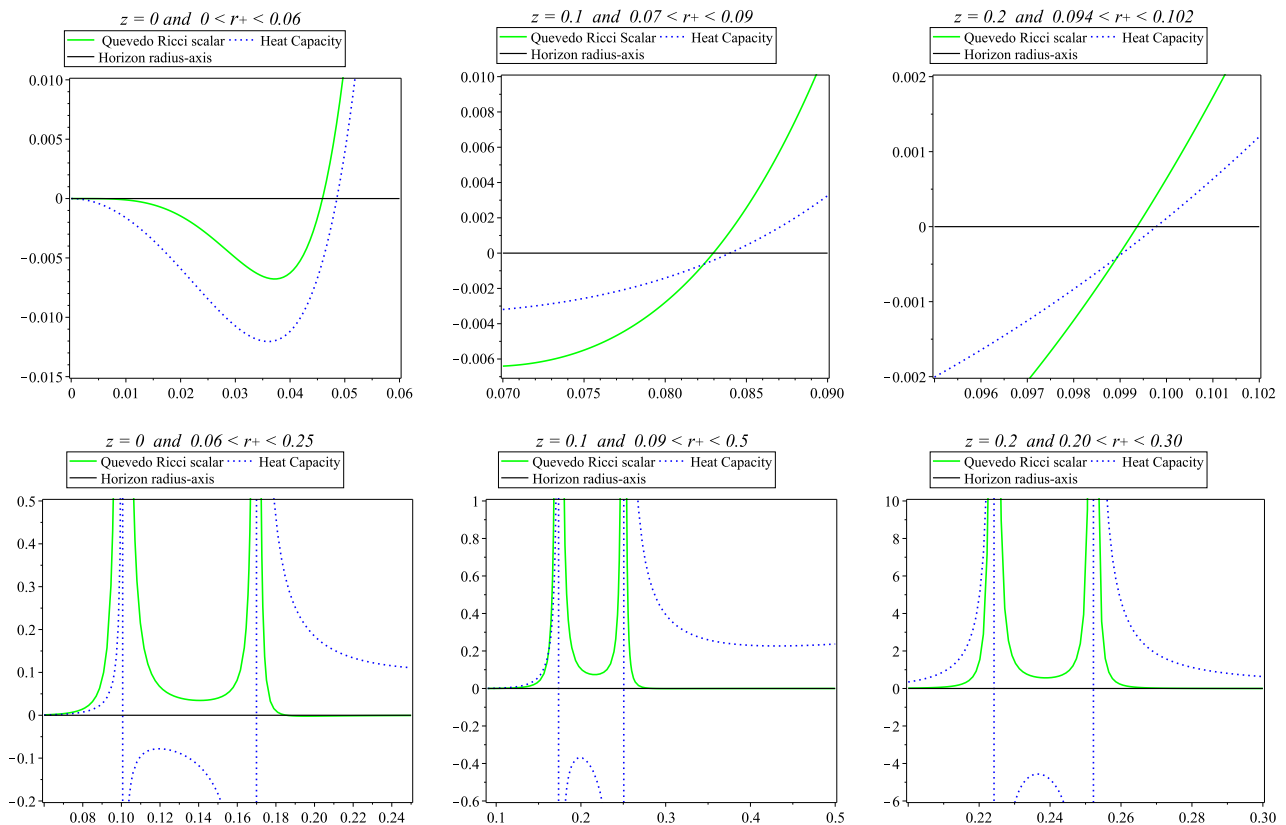 z = 0 and 0 < r+ < 0.06
Quevedo Ricci scalar Heat Capacity
Horizon radius-axis
0.010
0.005
0
−0.005
−0.010
−0.015
0 0.01 0.02 0.03 0.04 0.05 0.06
z = 0.1 and 0.07 < r+ < 0.09
Quevedo Ricci Scalar Heat Capacity
Horizon radius-axis
0.010
0.008
0.006
0.004
0.002
0
−0.002
−0.004
−0.006
0.070 0.075 0.080 0.085 0.090
z = 0.2 and 0.094 < r+ < 0.102
Quevedo Ricci scalar Heat Capacity
Horizon radius-axis
0.002
0.001
0
−0.001
−0.002
0.096 0.097 0.098 0.099 0.100 0.101 0.102
z = 0 and 0.06 < r+ < 0.25
Quevedo Ricci scalar Heat Capacity
Horizon radius-axis
0.5
0.4
0.3
0.2
0.1
0
−0.1
−0.2
0.08 0.10 0.12 0.14 0.16 0.18 0.20 0.22 0.24
z = 0.1 and 0.09 < r+ < 0.5
Quevedo Ricci scalar Heat Capacity
Horizon radius-axis
1
0.8
0.6
0.4
0.2
0
−0.2
−0.4
−0.6
0.1 0.2 0.3 0.4 0.5
z = 0.2 and 0.20 < r+ < 0.30
Quevedo Ricci scalar Heat Capacity
Horizon radius-axis
10
8
6
4
2
0
−2
−4
−6
0.22 0.24 0.26 0.28 0.30